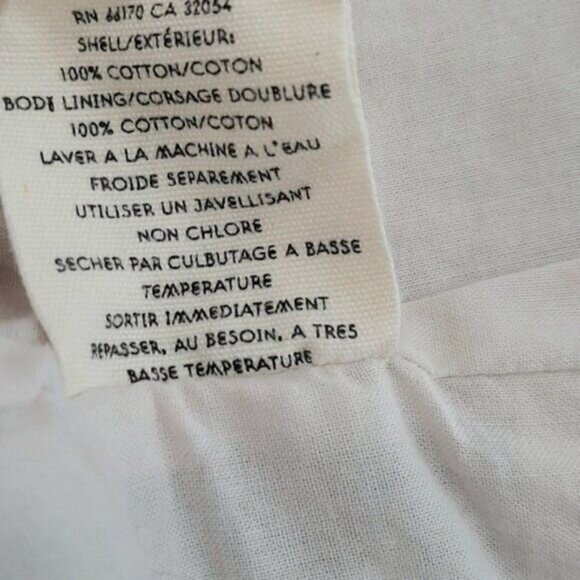 RN 66170 CA 32054
SHELL/EXTÉRIEUR:
100% COTTON/COTON
BODY LINING/CORSAGE DOUBLURE
100% COTTON/COTON
LAVER A LA MACHINE A L'EAU
FROIDE SEPAREMENT
UTILISER UN JAVELLISANT
NON CHLORE
SECHER PAR CULBUTAGE A BASSE
TEMPERATURE
SORTIR IMMEDIATEMENT
REPASSER, AU BESOIN, A TRES
BASSE TEMPERATURE